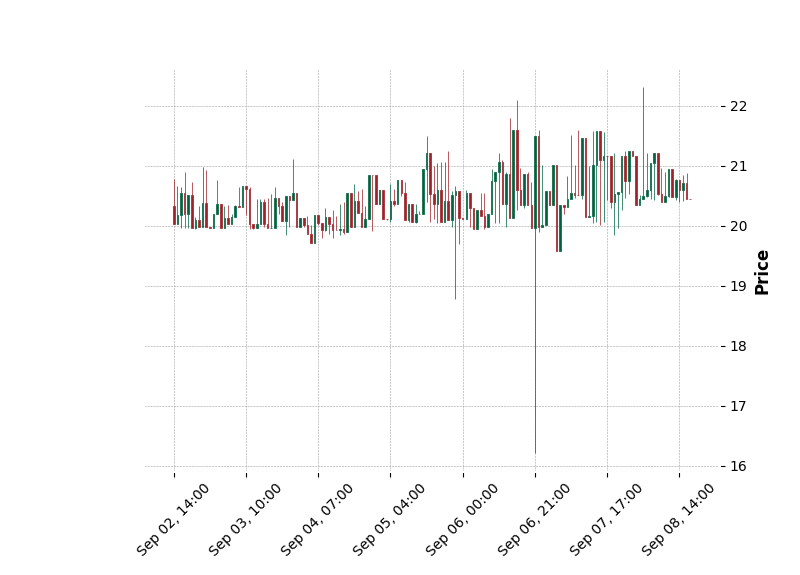 22
21
20
19
18
17
16
Price
Sep 02, 14:00
Sep 03, 10:00
Sep 04, 07:00
Sep 05, 04:00
Sep 06, 00:00
Sep 06, 21:00
Sep 07, 17:00
Sep 08, 14:00